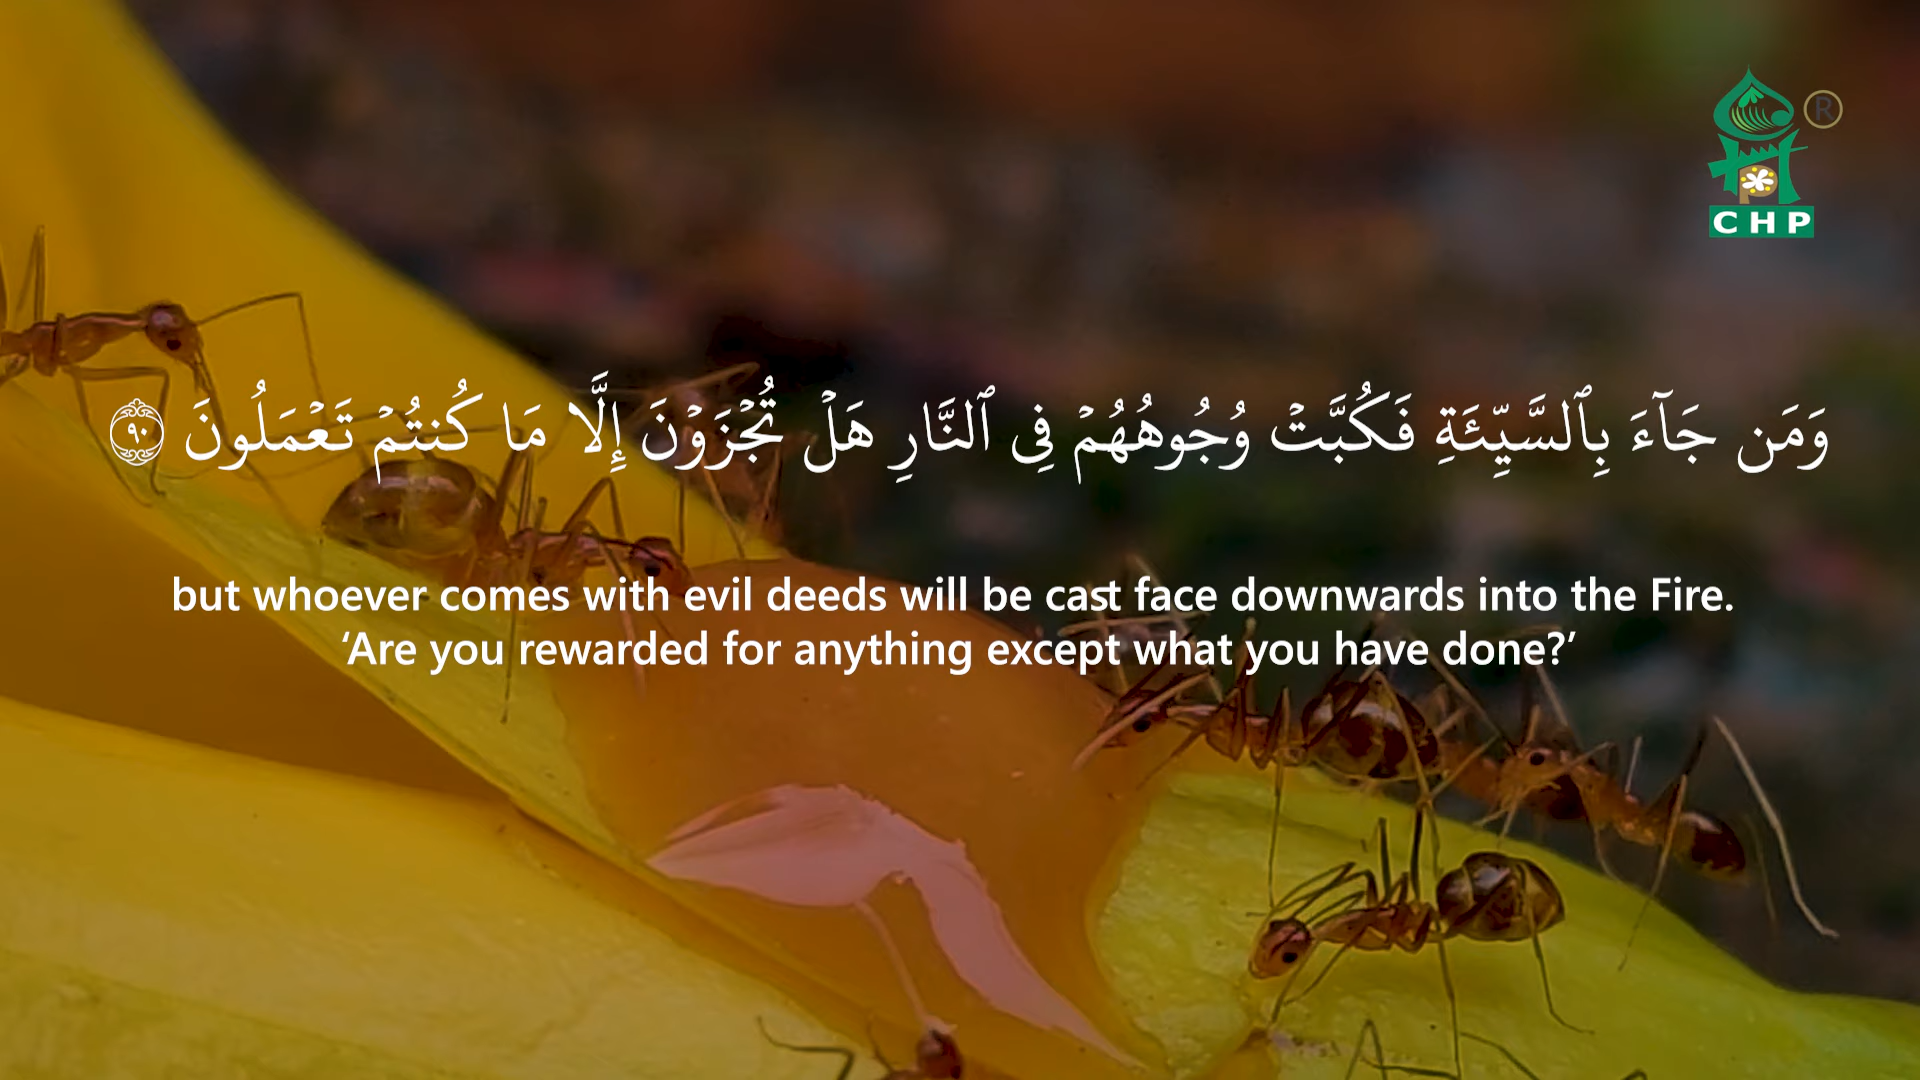 CHP
®
وَمَن جَآءَ بِٱلسَّيِّئَةِ فَكُبَّتْ وُجُوهُهُمْ فِى ٱلنَّارِ هَلْ تُجْزَوْنَ إِلَّا مَا كُنتُمْ تَعْمَلُونَ ٩٠
but whoever comes with evil deeds will be cast face downwards into the Fire.
‘Are you rewarded for anything except what you have done?’